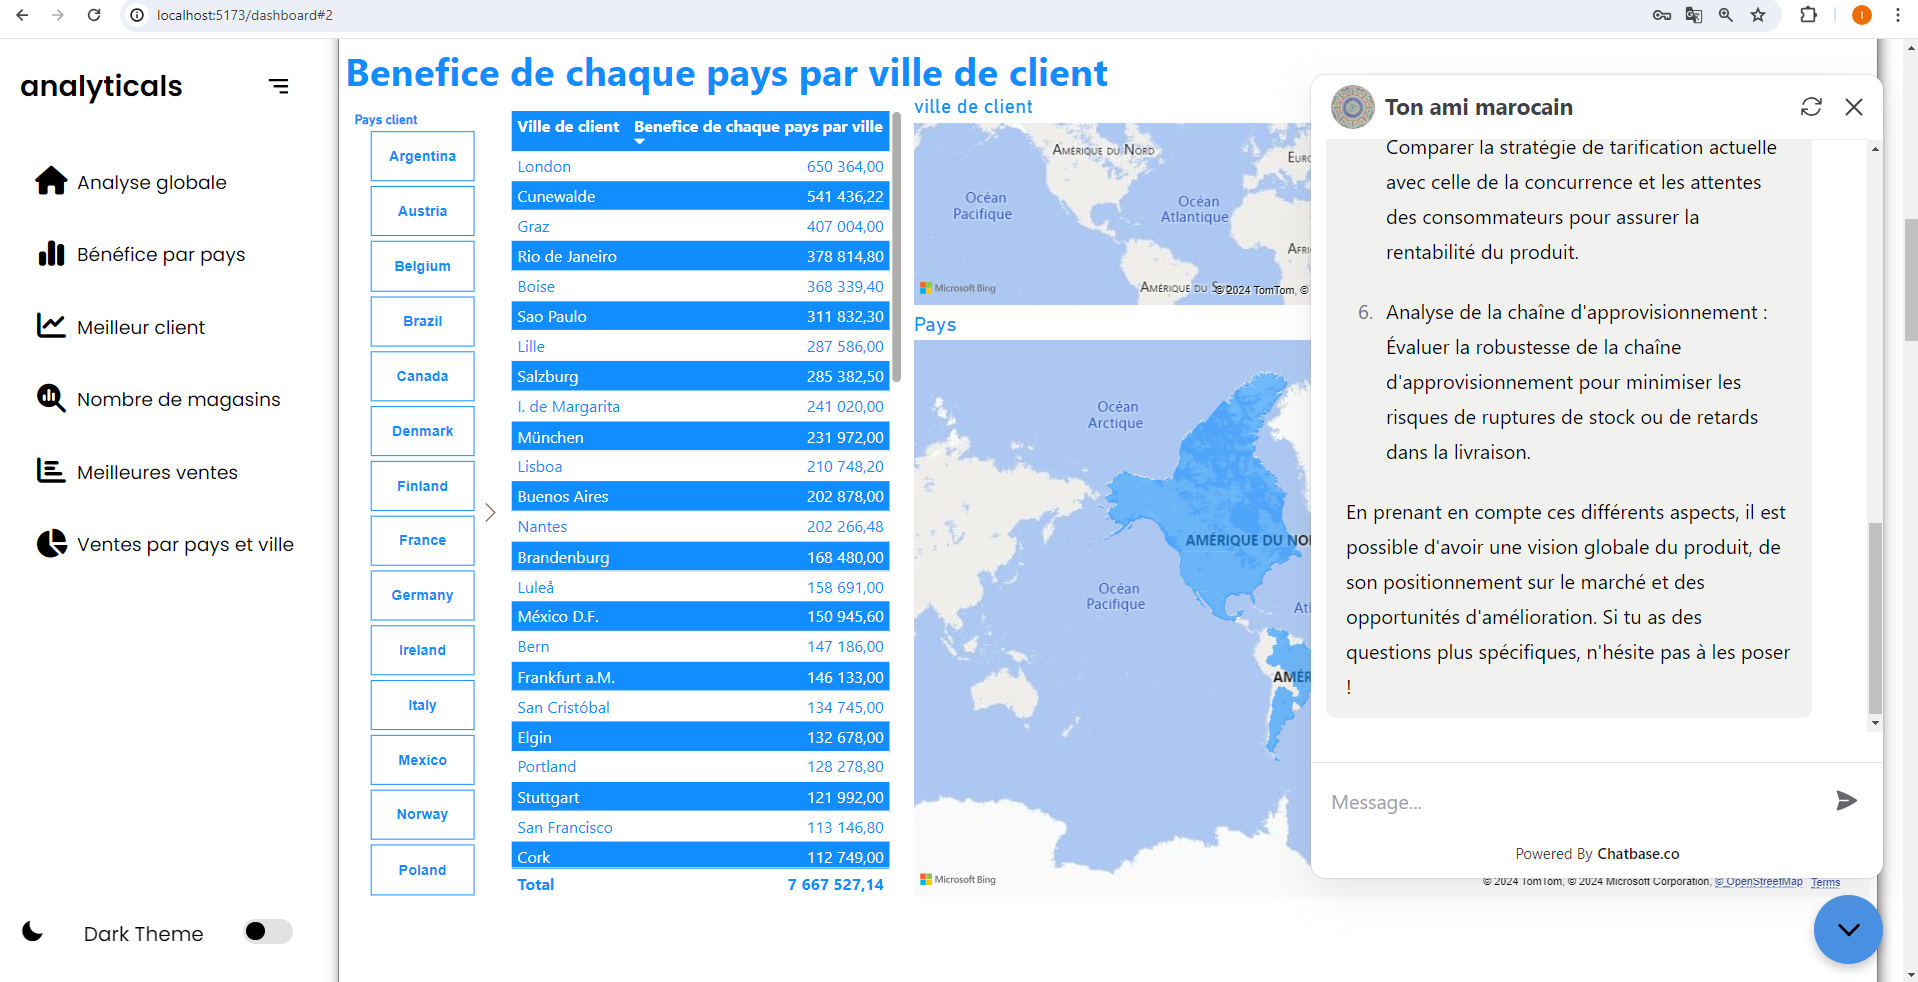 localhost:5173/dashboard#2
analyticals
Analyse globale
Bénéfice par pays
Meilleur client
Nombre de magasins
Meilleures ventes
Ventes par pays et ville
Dark Theme
Benefice de chaque pays par ville de client
Pays client
Argentina
Austria
Belgium
Brazil
Canada
Denmark
Finland
France
Germany
Ireland
Italy
Mexico
Norway
Poland
Ville de client Benefice de chaque pays par ville
London 650 364,00
Cunewalde 541 436,22
Graz 407 004,00
Rio de Janeiro 378 814,80
Boise 368 339,40
Sao Paulo 311 832,30
Lille 287 586,00
Salzburg 285 382,50
I. de Margarita 241 020,00
München 231 972,00
Lisboa 210 748,20
Buenos Aires 202 878,00
Nantes 202 266,48
Brandenburg 168 480,00
Luleå 158 691,00
México D.F. 150 945,60
Bern 147 186,00
Frankfurt a.M. 146 133,00
San Cristóbal 134 745,00
Elgin 132 678,00
Portland 128 278,80
Stuttgart 121 992,00
San Francisco 113 146,80
Cork 112 749,00
Total 7 667 527,14
ville de client
AMÉRIQUE DU NORD
EURO
Océan
Pacifique
Océan
Atlantique
AFRI
Microsoft Bing
AMÉRIQUE DU S
© 2024 TomTom, ©
Pays
Océan
Arctique
AMÉRIQUE DU NO
Océan
Pacifique
Atl
AMÉR
Microsoft Bing
© 2024 TomTom, © 2024 Microsoft Corporation, © OpenStreetMap Terms
Ton ami marocain
Comparer la stratégie de tarification actuelle
avec celle de la concurrence et les attentes
des consommateurs pour assurer la
rentabilité du produit.
6. Analyse de la chaîne d'approvisionnement :
Évaluer la robustesse de la chaîne
d'approvisionnement pour minimiser les
risques de ruptures de stock ou de retards
dans la livraison.
En prenant en compte ces différents aspects, il est
possible d'avoir une vision globale du produit, de
son positionnement sur le marché et des
opportunités d'amélioration. Si tu as des
questions plus spécifiques, n'hésite pas à les poser
!
Message...
Powered By Chatbase.co